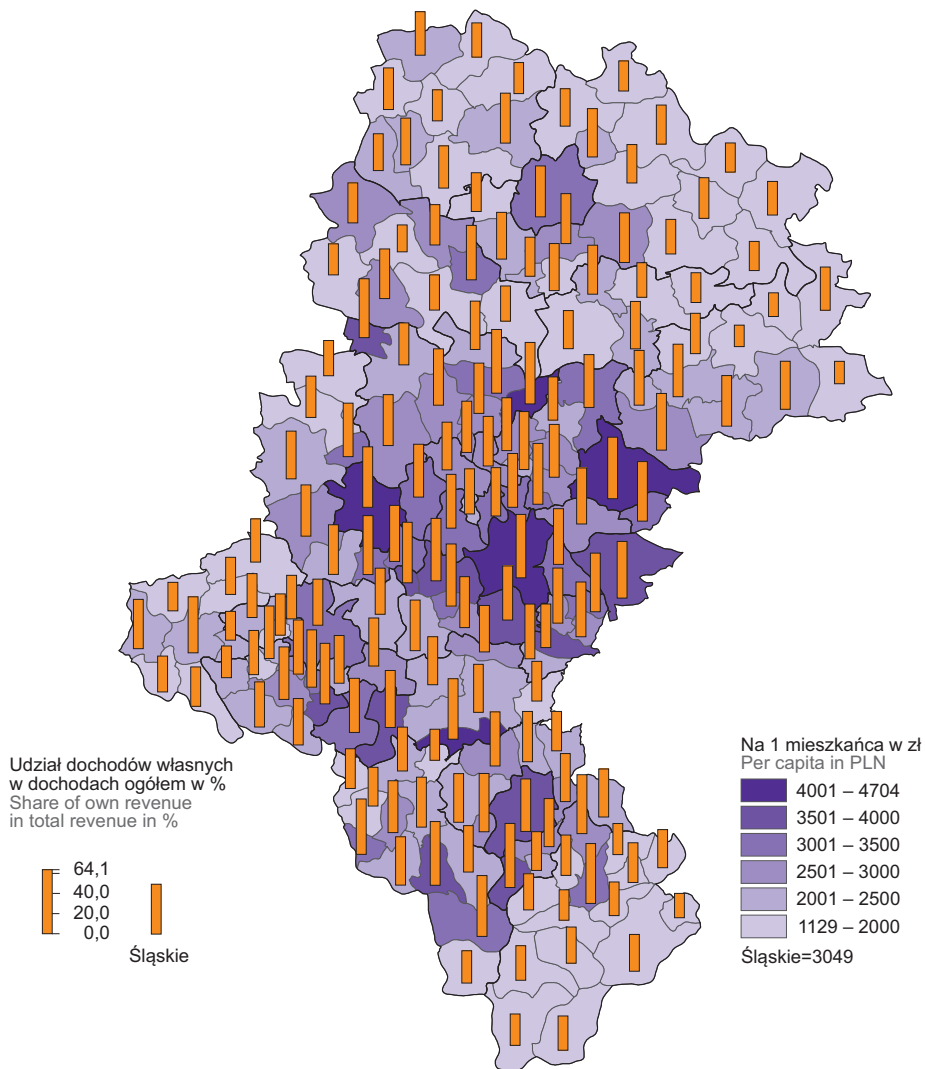 Udział dochodów własnych
w dochodach ogółem w %
Share of own revenue
in total revenue in %
64,1
40,0
20,0
0,0
Śląskie
Na 1 mieszkańca w zł
Per capita in PLN
4001 – 4704
3501 – 4000
3001 – 3500
2501 – 3000
2001 – 2500
1129 – 2000
Śląskie=3049